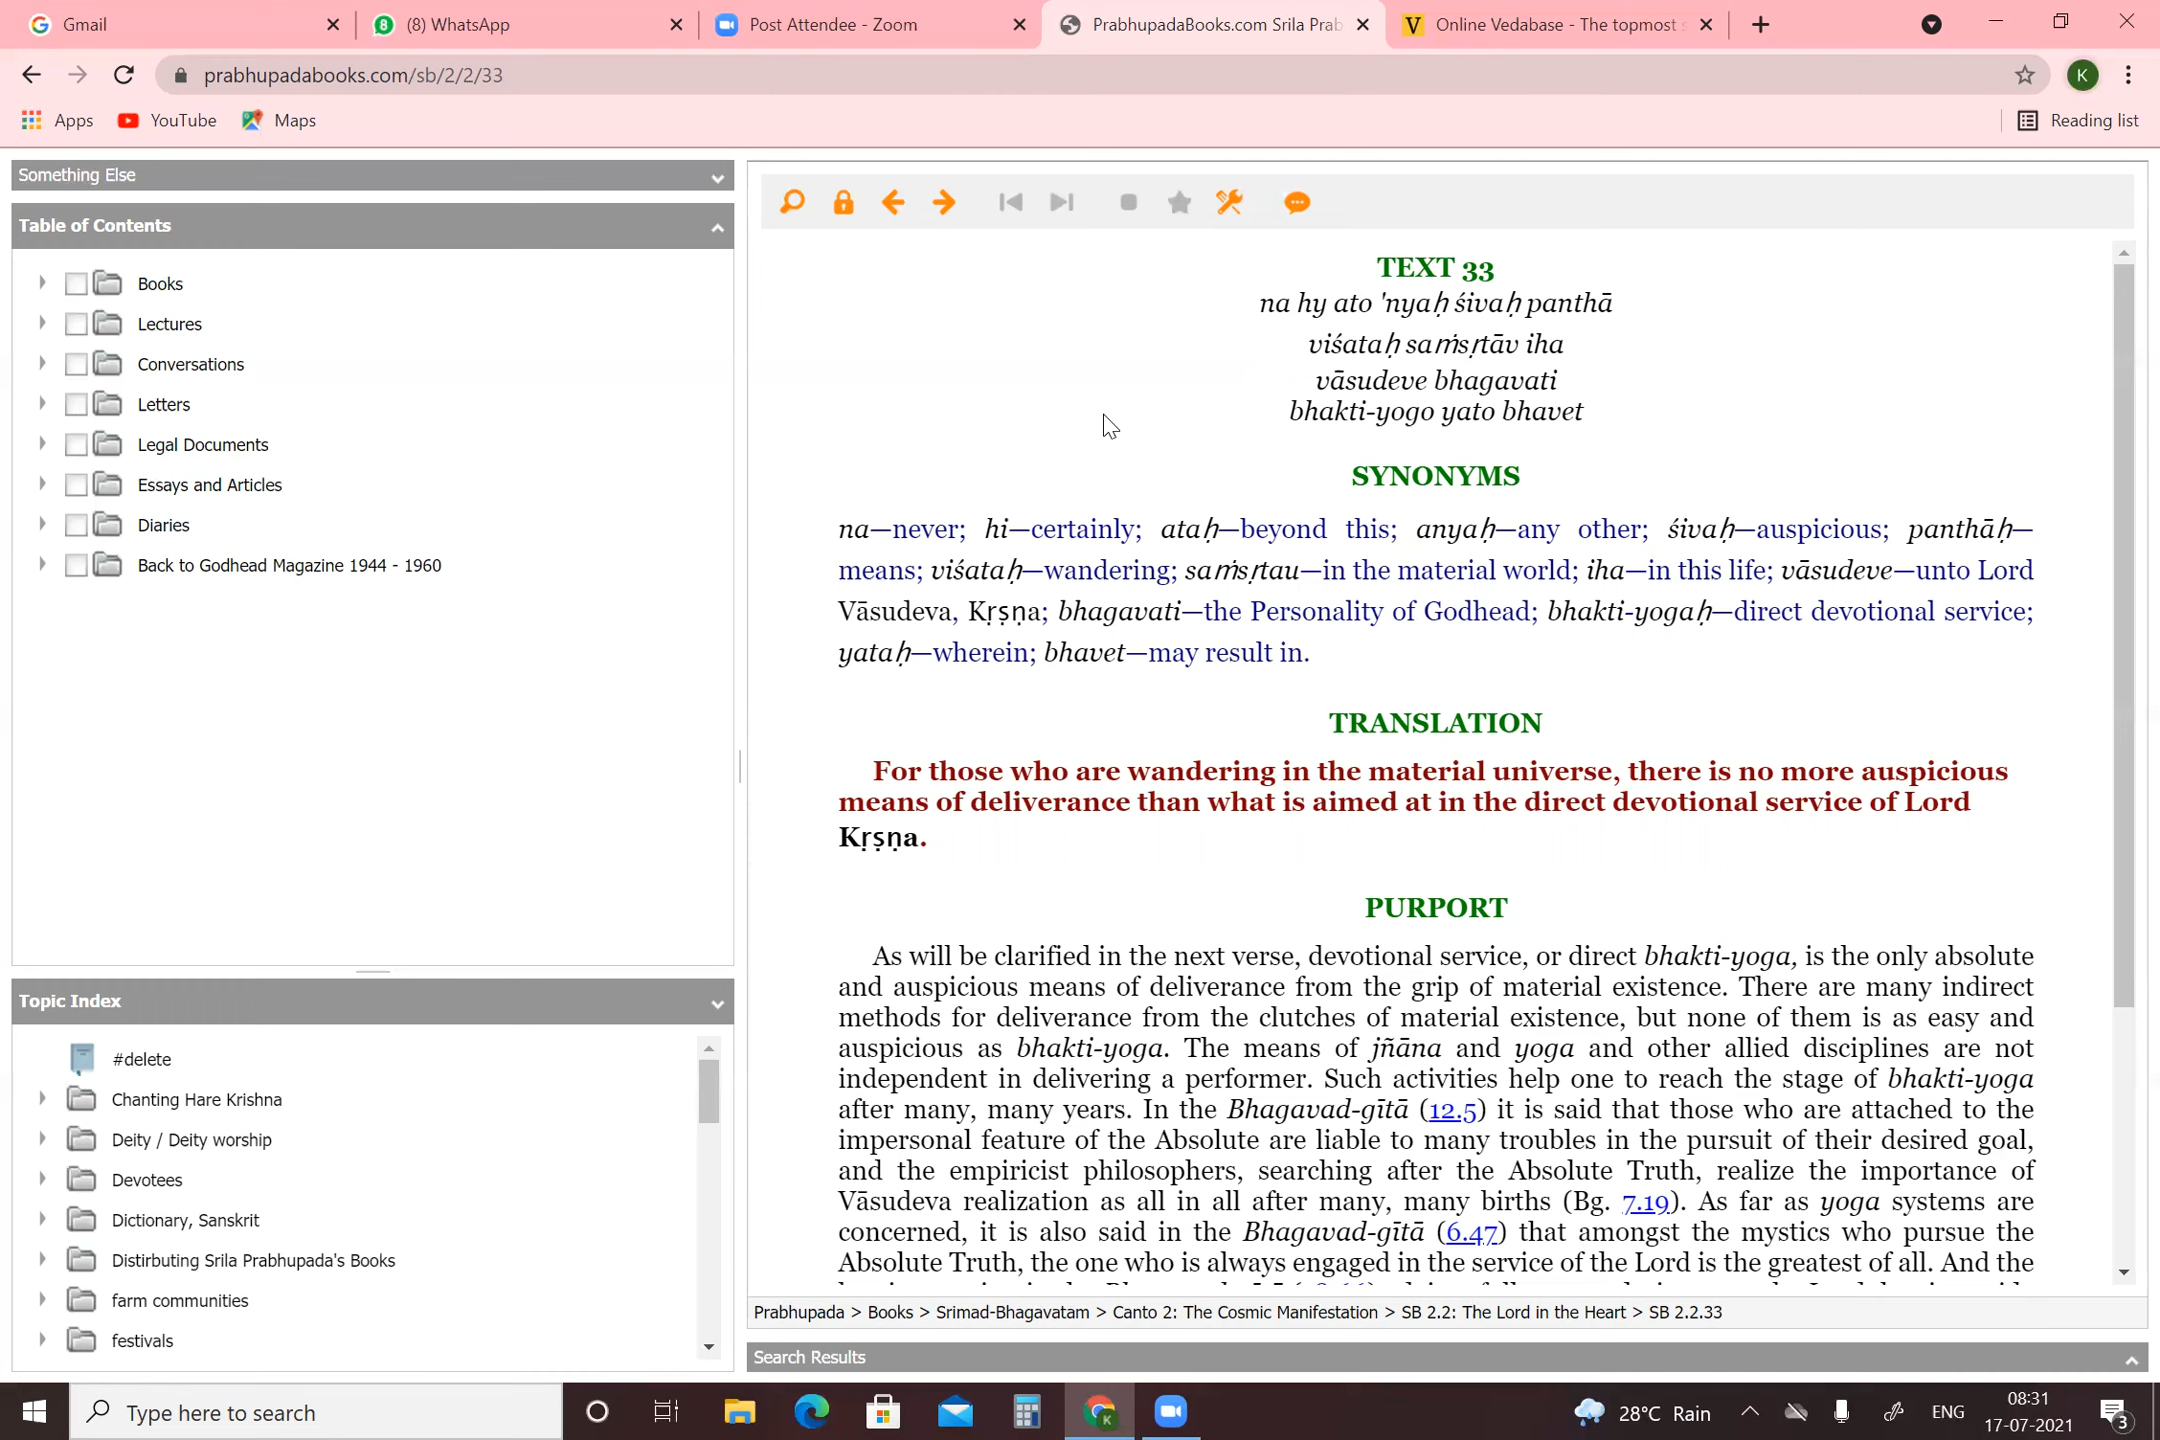 Gmail
(8) WhatsApp
Post Attendee - Zoom
PrabhupadaBooks.com Srila Prab
Online Vedabase - The topmost s
prabhupadabooks.com/sb/2/2/33
K
Apps
YouTube
Maps
Reading list
Something Else
Table of Contents
Books
Lectures
Conversations
Letters
Legal Documents
Essays and Articles
Diaries
Back to Godhead Magazine 1944 - 1960
Topic Index
#delete
Chanting Hare Krishna
Deity / Deity worship
Devotees
Dictionary, Sanskrit
Distirbuting Srila Prabhupada's Books
farm communities
festivals
TEXT 33
na hy ato 'nyaḥ śivaḥ panthā
viśataḥ saṁsṛtāv iha
vāsudeve bhagavati
bhakti-yogo yato bhavet
SYNONYMS
na—never; hi—certainly; ataḥ—beyond this; anyaḥ—any other; śivaḥ—auspicious; panthāḥ—
means; viśataḥ—wandering; saṁsṛtau—in the material world; iha—in this life; vāsudeve—unto Lord
Vāsudeva, Kṛṣṇa; bhagavati—the Personality of Godhead; bhakti-yogaḥ—direct devotional service;
yataḥ—wherein; bhavet—may result in.
TRANSLATION
For those who are wandering in the material universe, there is no more auspicious
means of deliverance than what is aimed at in the direct devotional service of Lord
Kṛṣṇa.
PURPORT
As will be clarified in the next verse, devotional service, or direct bhakti-yoga, is the only absolute
and auspicious means of deliverance from the grip of material existence. There are many indirect
methods for deliverance from the clutches of material existence, but none of them is as easy and
auspicious as bhakti-yoga. The means of jñāna and yoga and other allied disciplines are not
independent in delivering a performer. Such activities help one to reach the stage of bhakti-yoga
after many, many years. In the Bhagavad-gītā (12.5) it is said that those who are attached to the
impersonal feature of the Absolute are liable to many troubles in the pursuit of their desired goal,
and the empiricist philosophers, searching after the Absolute Truth, realize the importance of
Vāsudeva realization as all in all after many, many births (Bg. 7.19). As far as yoga systems are
concerned, it is also said in the Bhagavad-gītā (6.47) that amongst the mystics who pursue the
Absolute Truth, the one who is always engaged in the service of the Lord is the greatest of all. And the
Prabhupada > Books > Srimad-Bhagavatam > Canto 2: The Cosmic Manifestation > SB 2.2: The Lord in the Heart > SB 2.2.33
Search Results
Type here to search
28°C Rain
ENG
08:31
17-07-2021
3